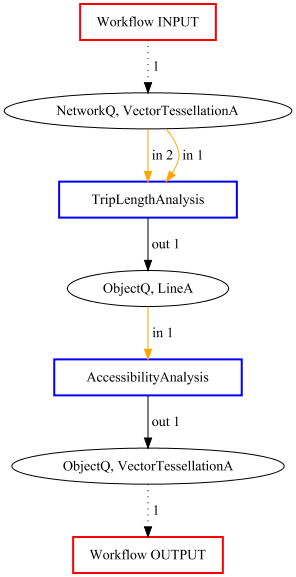 Workflow INPUT
1
NetworkQ, VectorTessellationA
in 2 in 1
TripLengthAnalysis
out 1
ObjectQ, LineA
in 1
AccessibilityAnalysis
out 1
ObjectQ, VectorTessellationA
1
Workflow OUTPUT